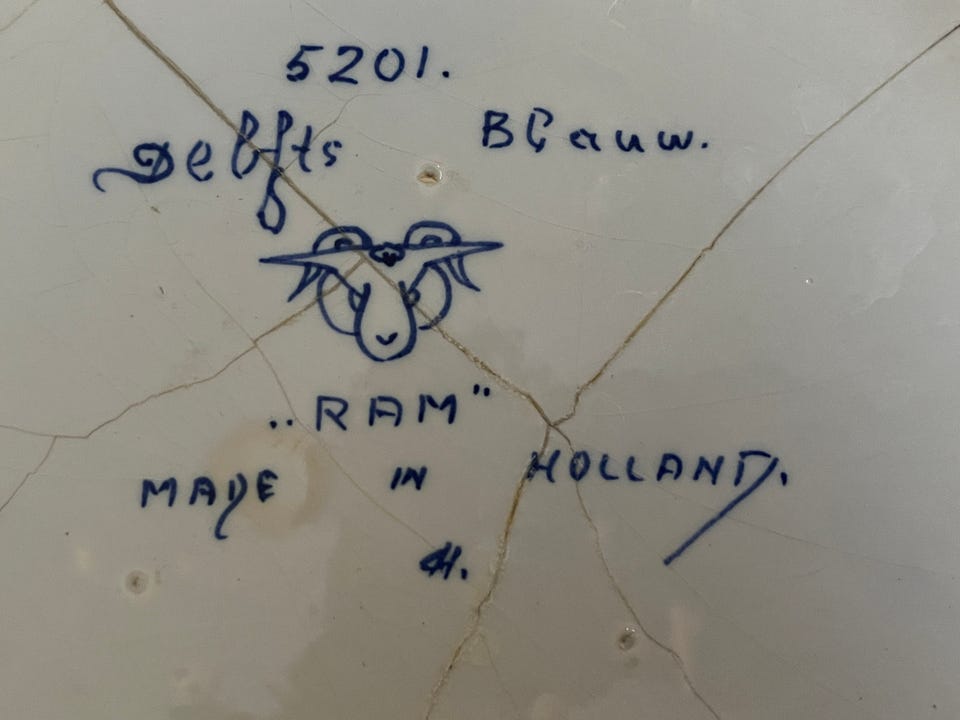 5201.
Delfts Blauw.
„RAM"
MADE IN HOLLAND.
H.